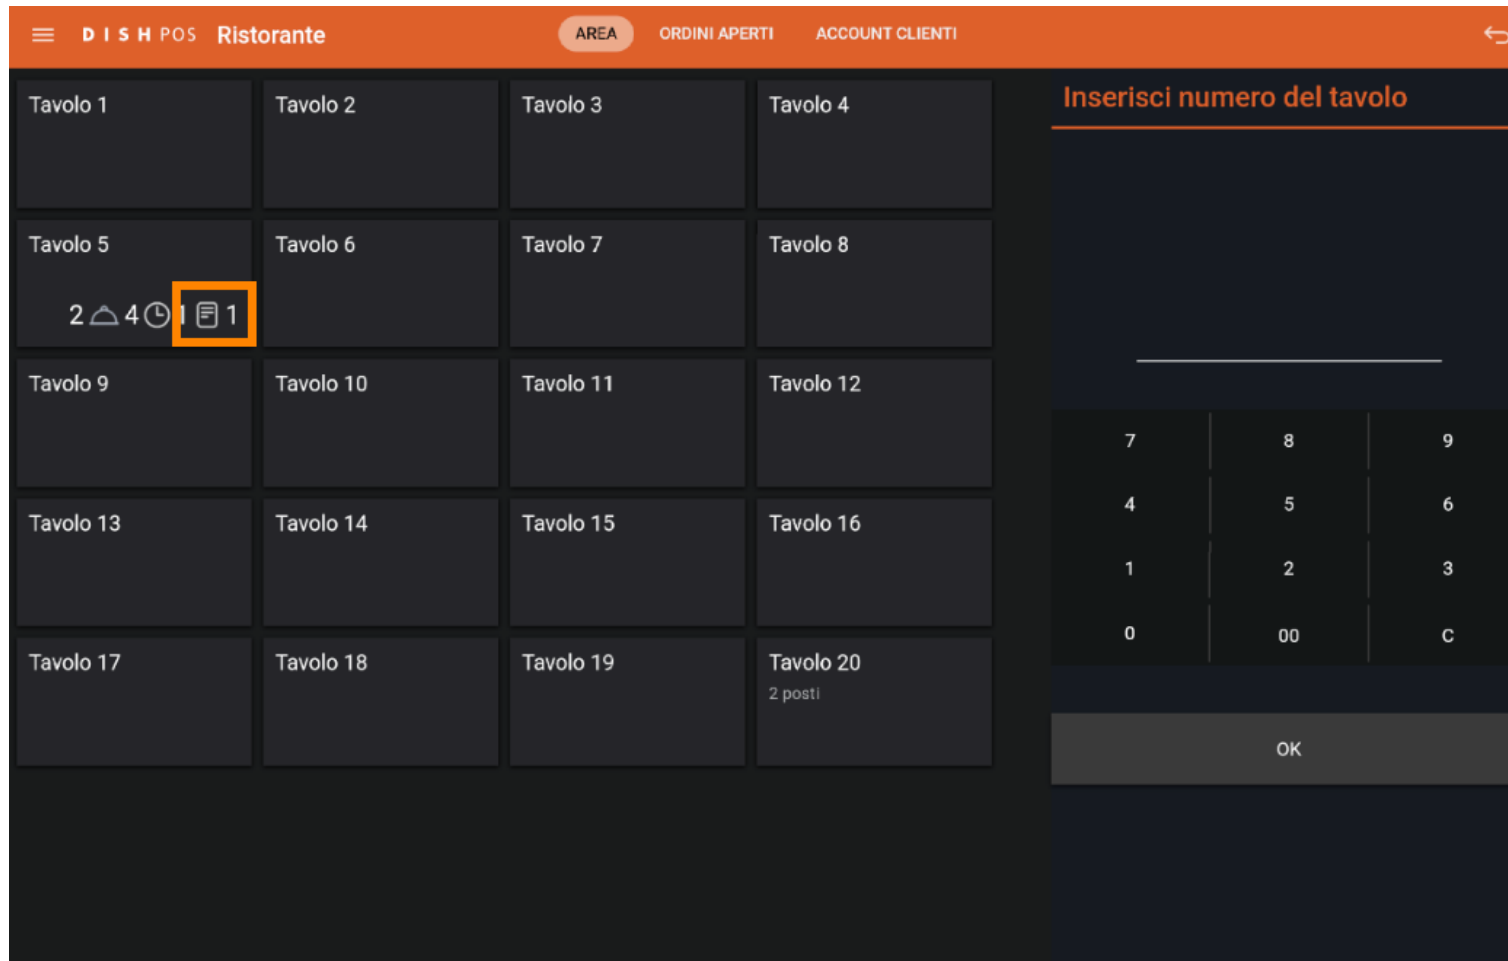 DISH POS Ristorante AREA ORDINI APERTI ACCOUNT CLIENTI
Inserisci numero del tavolo
Tavolo 1 Tavolo 2 Tavolo 3 Tavolo 4
Tavolo 5 Tavolo 6 Tavolo 7 Tavolo 8
2 4 1 1
Tavolo 9 Tavolo 10 Tavolo 11 Tavolo 12
Tavolo 13 Tavolo 14 Tavolo 15 Tavolo 16
Tavolo 17 Tavolo 18 Tavolo 19 Tavolo 20
2 posti
7 8 9
4 5 6
1 2 3
0 00 C
OK